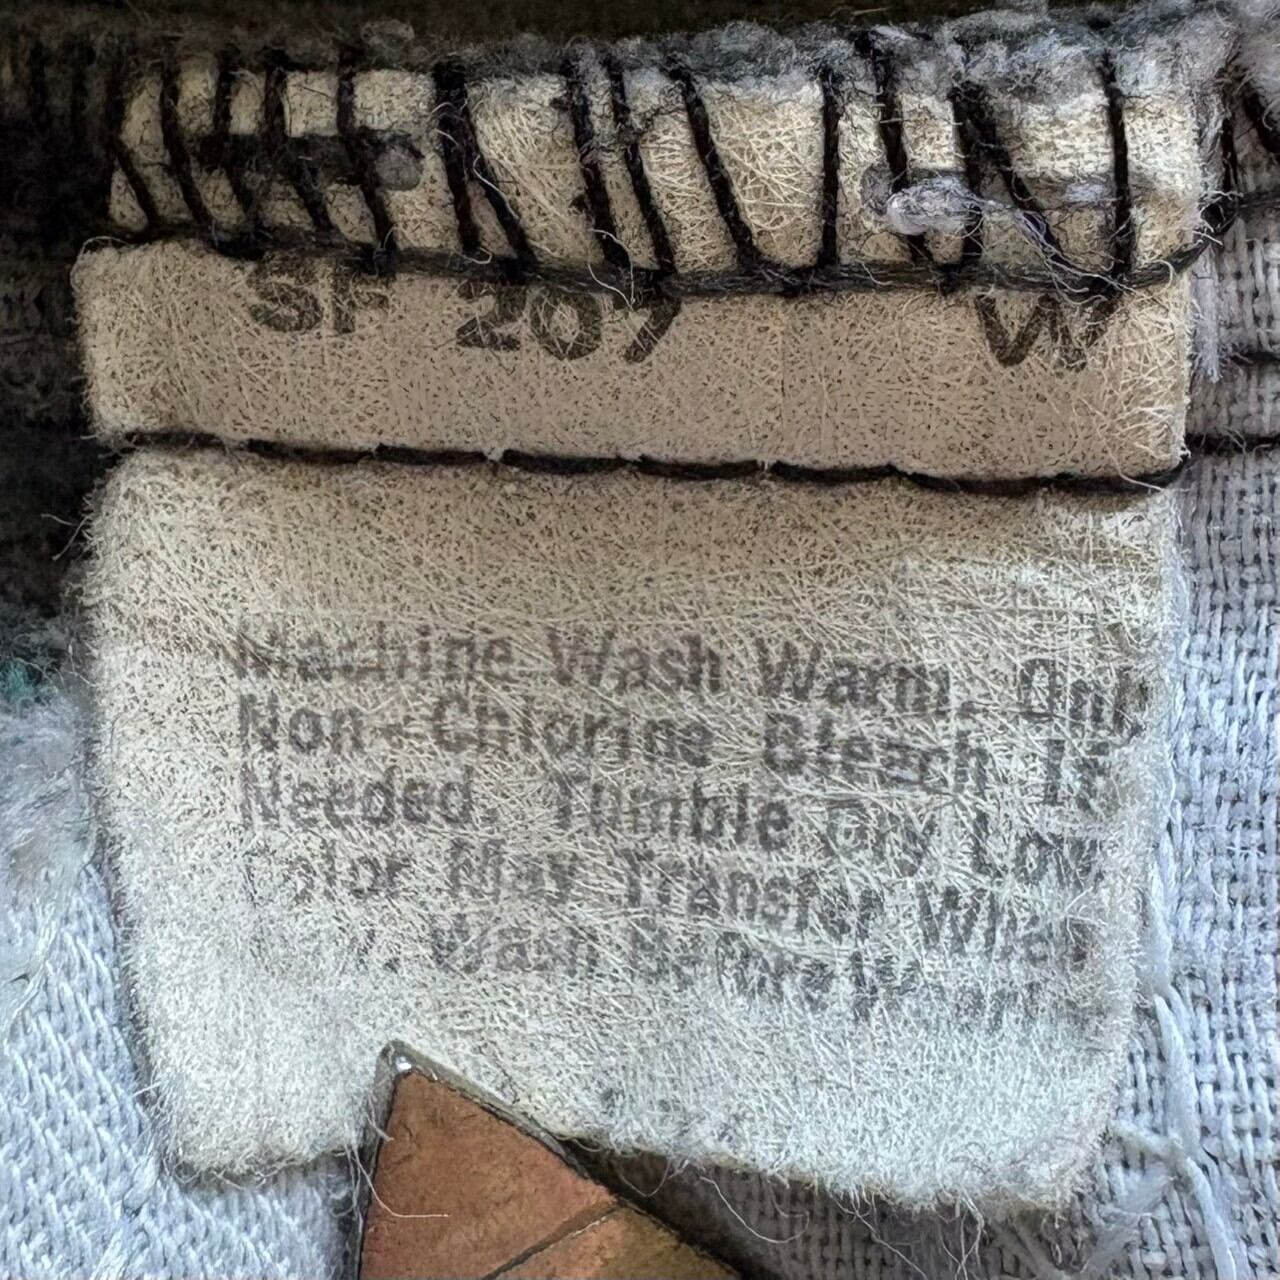 SF 207 W
Machine Wash Warm. Only
Non-Chlorine Bleach If
Needed. Tumble Dry Low
Color May Transfer When
Wash Before